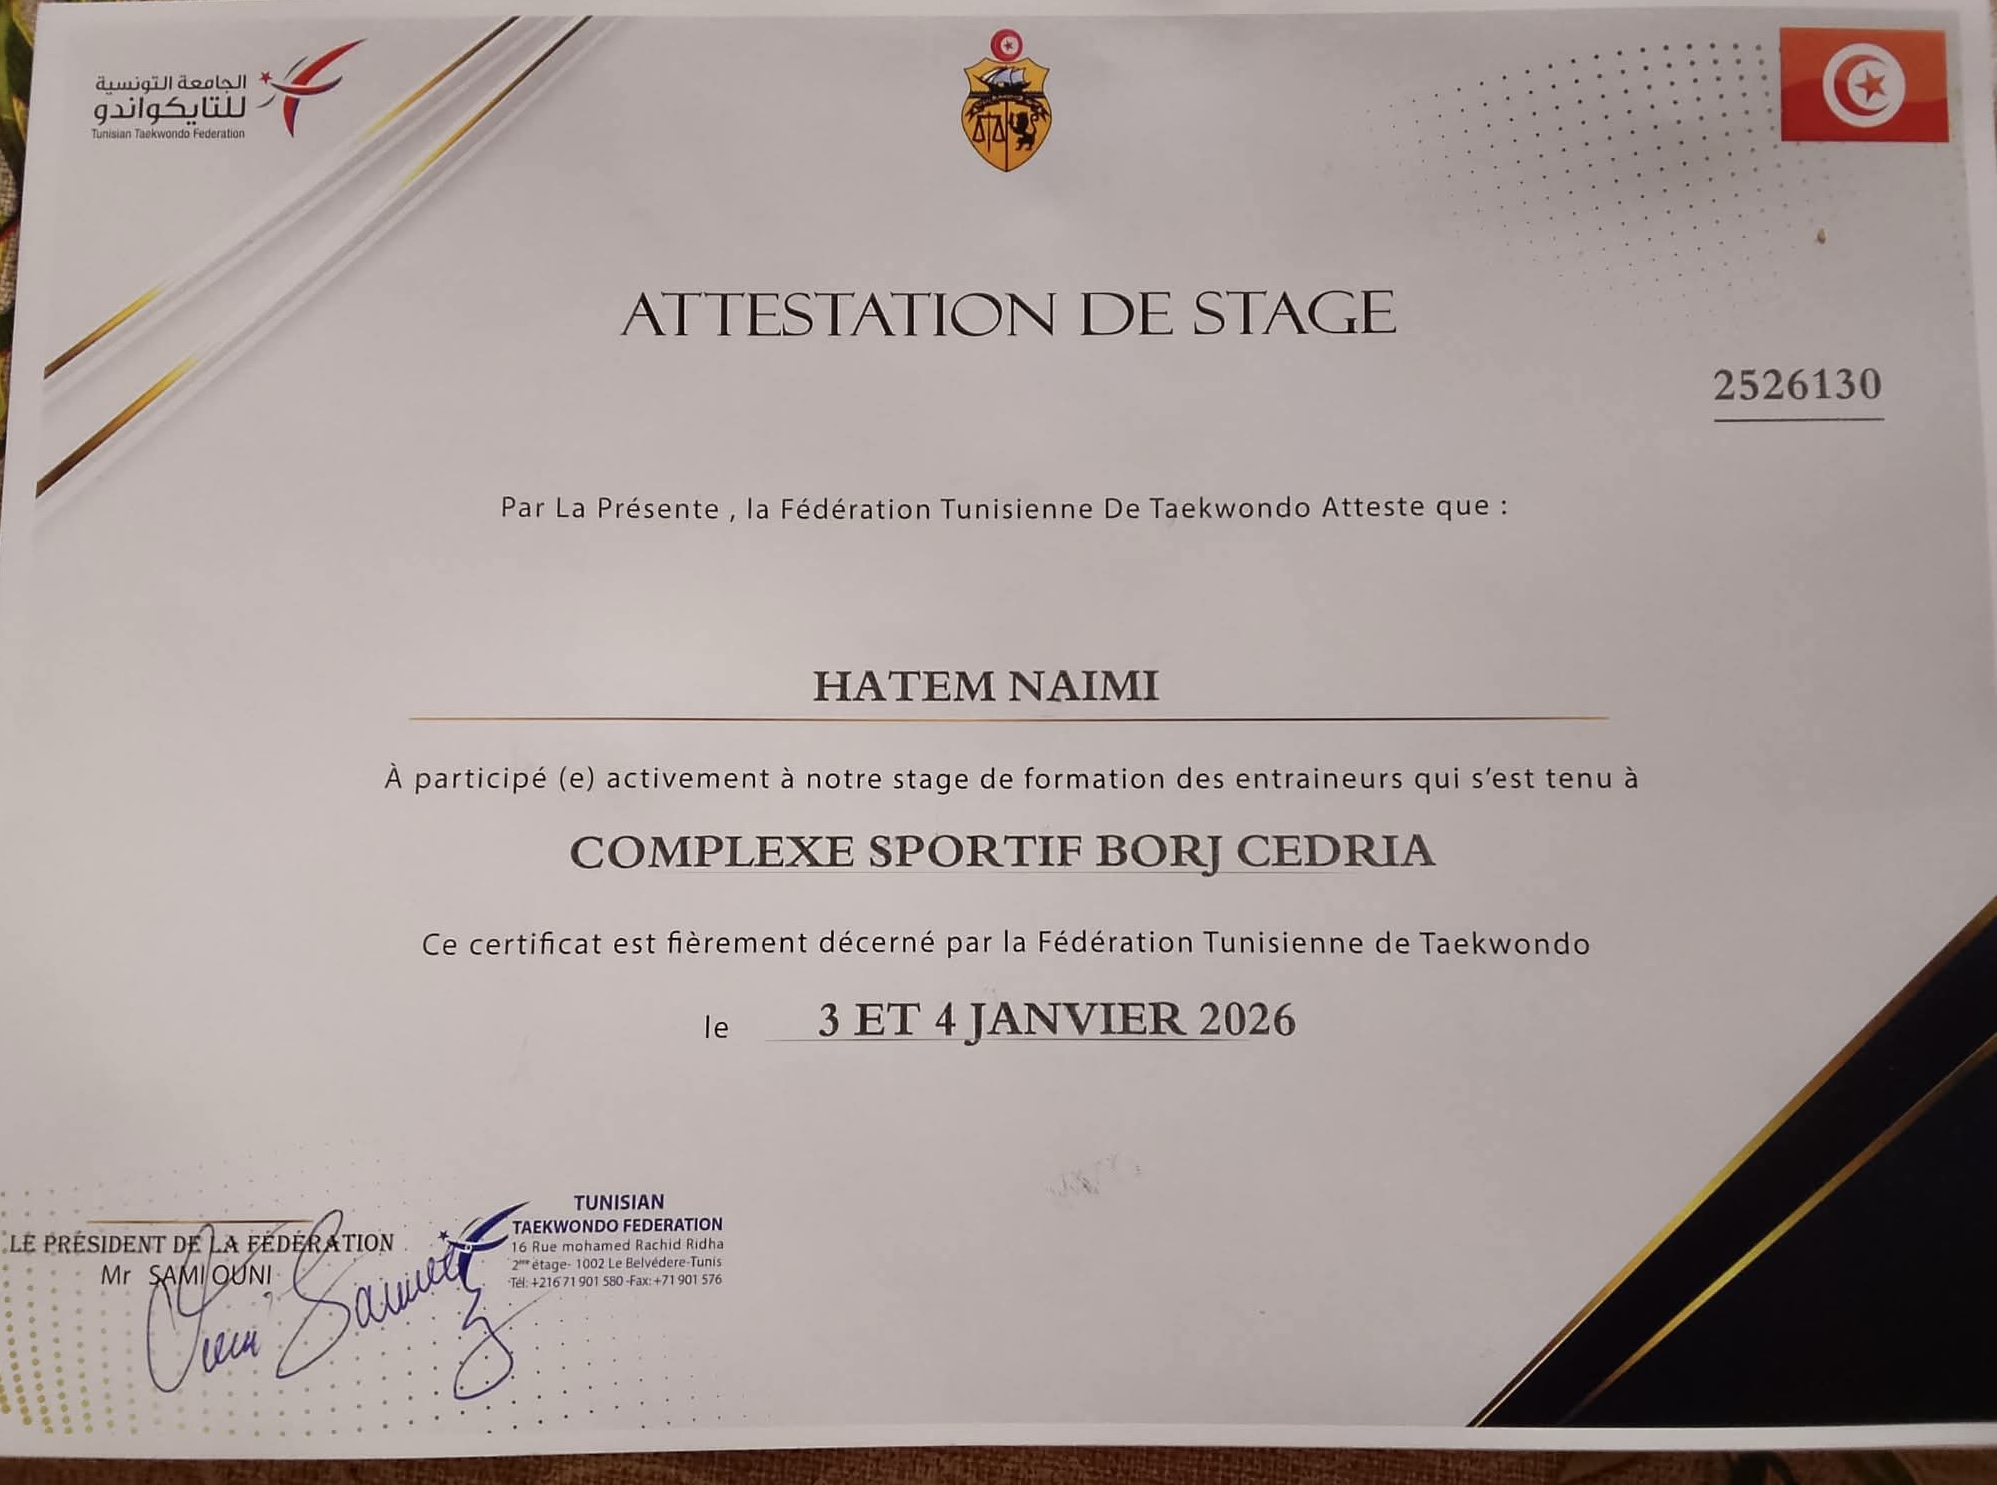 الجامعة التونسية
للتايكواندو
Tunisian Taekwondo Federation
ATTESTATION DE STAGE
2526130
Par La Présente , la Fédération Tunisienne De Taekwondo Atteste que :
HATEM NAIMI
À participé (e) activement à notre stage de formation des entraineurs qui s’est tenu à
COMPLEXE SPORTIF BORJ CEDRIA
Ce certificat est fièrement décerné par la Fédération Tunisienne de Taekwondo
le 3 ET 4 JANVIER 2026
LE PRÉSIDENT DE LA FÉDÉRATION
Mr SAMI OUNI
TUNISIAN
TAEKWONDO FEDERATION
16 Rue mohamed Rachid Ridha
2ème étage- 1002 Le Belvédere-Tunis
Tél: +216 71 901 580 -Fax: +71 901 576